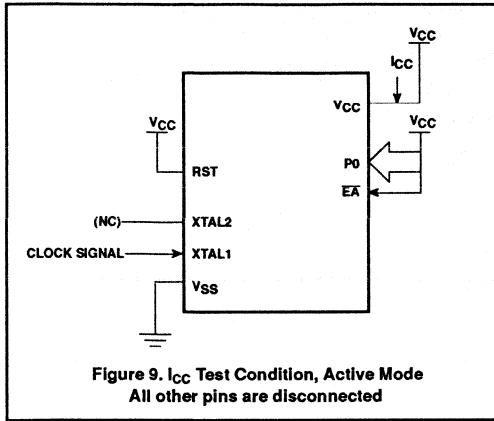 VCC
ICC
VCC
VCC
VCC
P0
RST
EA
(NC)
XTAL2
CLOCK SIGNAL
XTAL1
VSS
Figure 9. ICC Test Condition, Active Mode
All other pins are disconnected